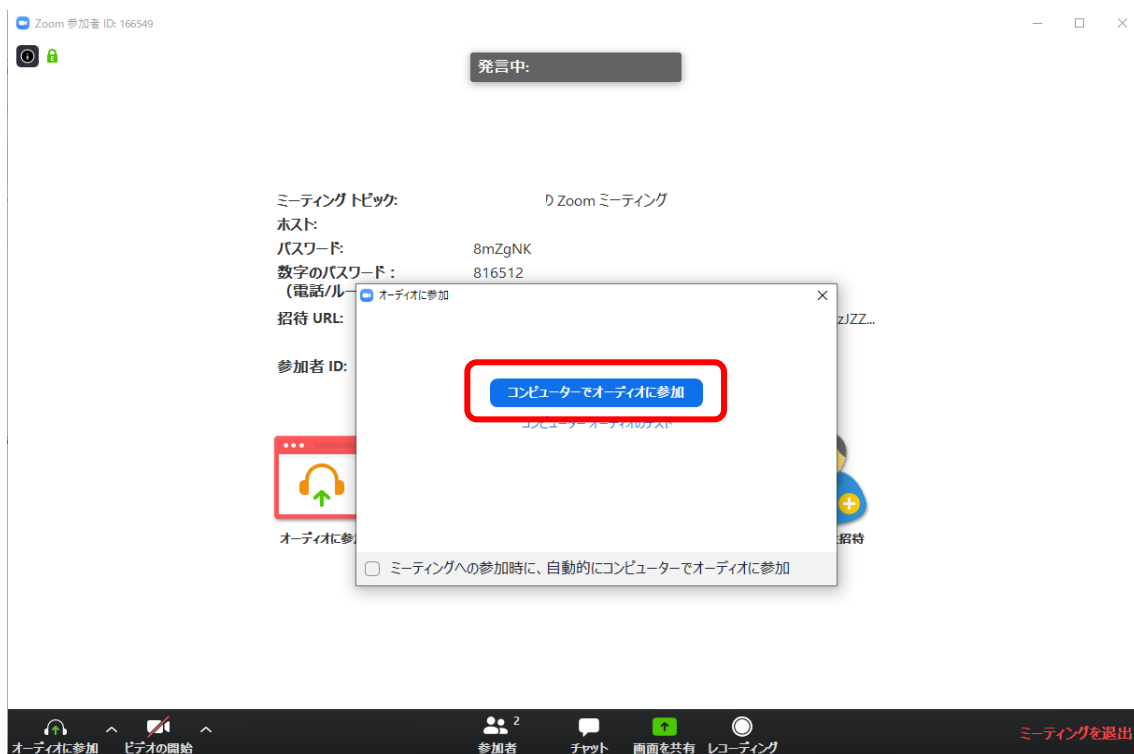 Zoom 参加者 ID: 166549
発言中:
ミーティング トピック: の Zoom ミーティング
ホスト:
パスワード: 8mZgNK
数字のパスワード： 816512
（電話/ルー
オーディオに参加
招待 URL: zJZZ...
参加者 ID:
コンピューターでオーディオに参加
コンピューター オーディオのテスト
オーディオに参
招待
ミーティングへの参加時に、自動的にコンピューターでオーディオに参加
オーディオに参加 ビデオの開始 参加者 2 チャット 画面を共有 レコーディング ミーティングを退出